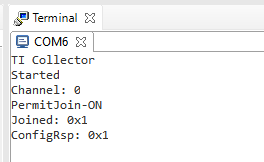 Terminal
COM6
TI Collector
Started
Channel: 0
PermitJoin-ON
Joined: 0x1
ConfigRsp: 0x1